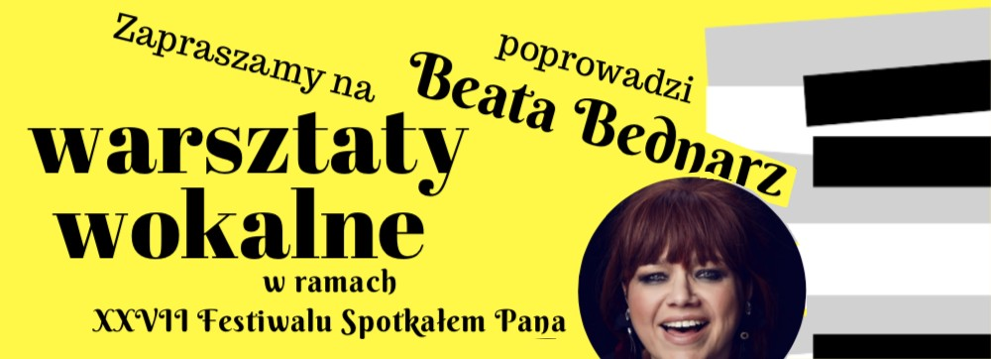 Zapraszamy na
warsztaty
wokalne
poprowadzi
Beata Bednarz
w ramach
XXVII Festiwalu Spotkałem Pana